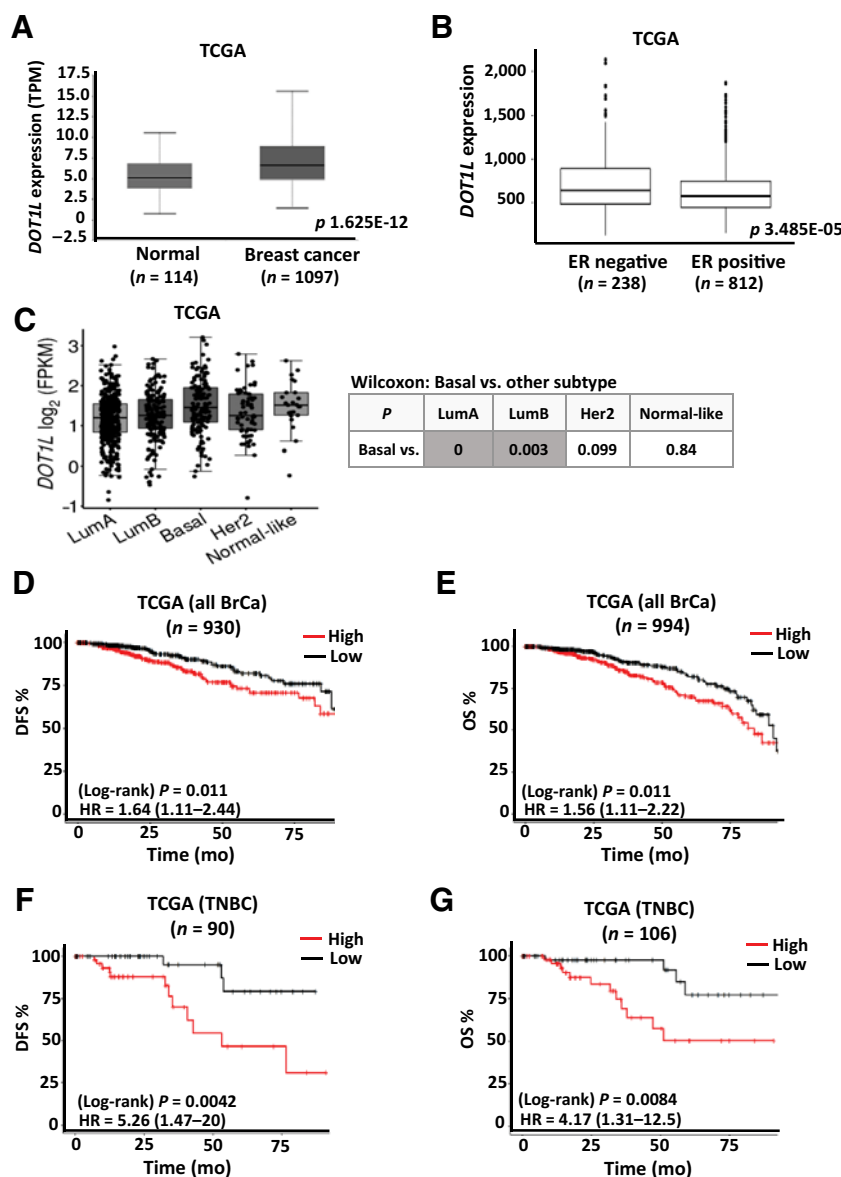 A
TCGA
DOT1L expression (TPM)
17.5
15.0
12.5
10.0
7.5
5.0
2.5
0
−2.5
p 1.625E-12
Normal
(n = 114)
Breast cancer
(n = 1097)
B
TCGA
DOT1L expression
2,000
1,000
500
p 3.485E-05
ER negative
(n = 238)
ER positive
(n = 812)
C
TCGA
DOT1L log2 (FPKM)
3
2
1
0
-1
LumA
LumB
Basal
Her2
Normal-like
Wilcoxon: Basal vs. other subtype
P LumA LumB Her2 Normal-like
Basal vs. 0 0.003 0.099 0.84
D
TCGA (all BrCa)
(n = 930)
High
Low
DFS %
100
75
50
25
0
(Log-rank) P = 0.011
HR = 1.64 (1.11–2.44)
0 25 50 75
Time (mo)
E
TCGA (all BrCa)
(n = 994)
High
Low
OS %
100
75
50
25
0
(Log-rank) P = 0.011
HR = 1.56 (1.11–2.22)
0 25 50 75
Time (mo)
F
TCGA (TNBC)
(n = 90)
High
Low
DFS %
100
75
50
25
0
(Log-rank) P = 0.0042
HR = 5.26 (1.47–20)
0 25 50 75
Time (mo)
G
TCGA (TNBC)
(n = 106)
High
Low
OS %
100
75
50
25
0
(Log-rank) P = 0.0084
HR = 4.17 (1.31–12.5)
0 25 50 75
Time (mo)